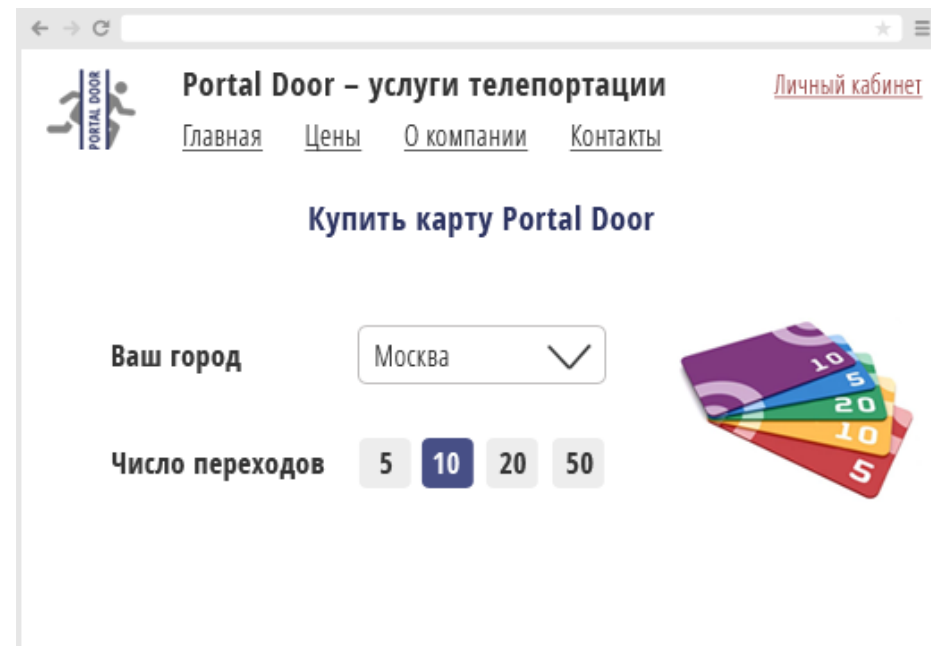 PORTAL DOOR
Portal Door – услуги телепортации
Личный кабинет
Главная Цены О компании Контакты
Купить карту Portal Door
Ваш город Москва
Число переходов 5 10 20 50
10
5
20
10
5